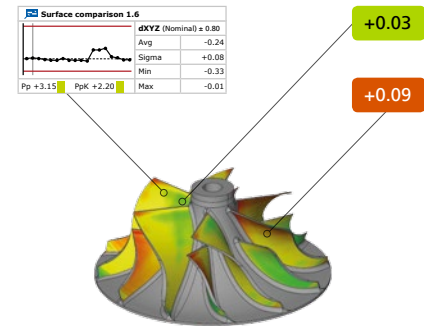 Surface comparison 1.6
dXYZ (Nominal) ± 0.80
Avg -0.24
Sigma +0.08
Min -0.33
Max -0.01
Pp +3.15 PpK +2.20
+0.03
+0.09